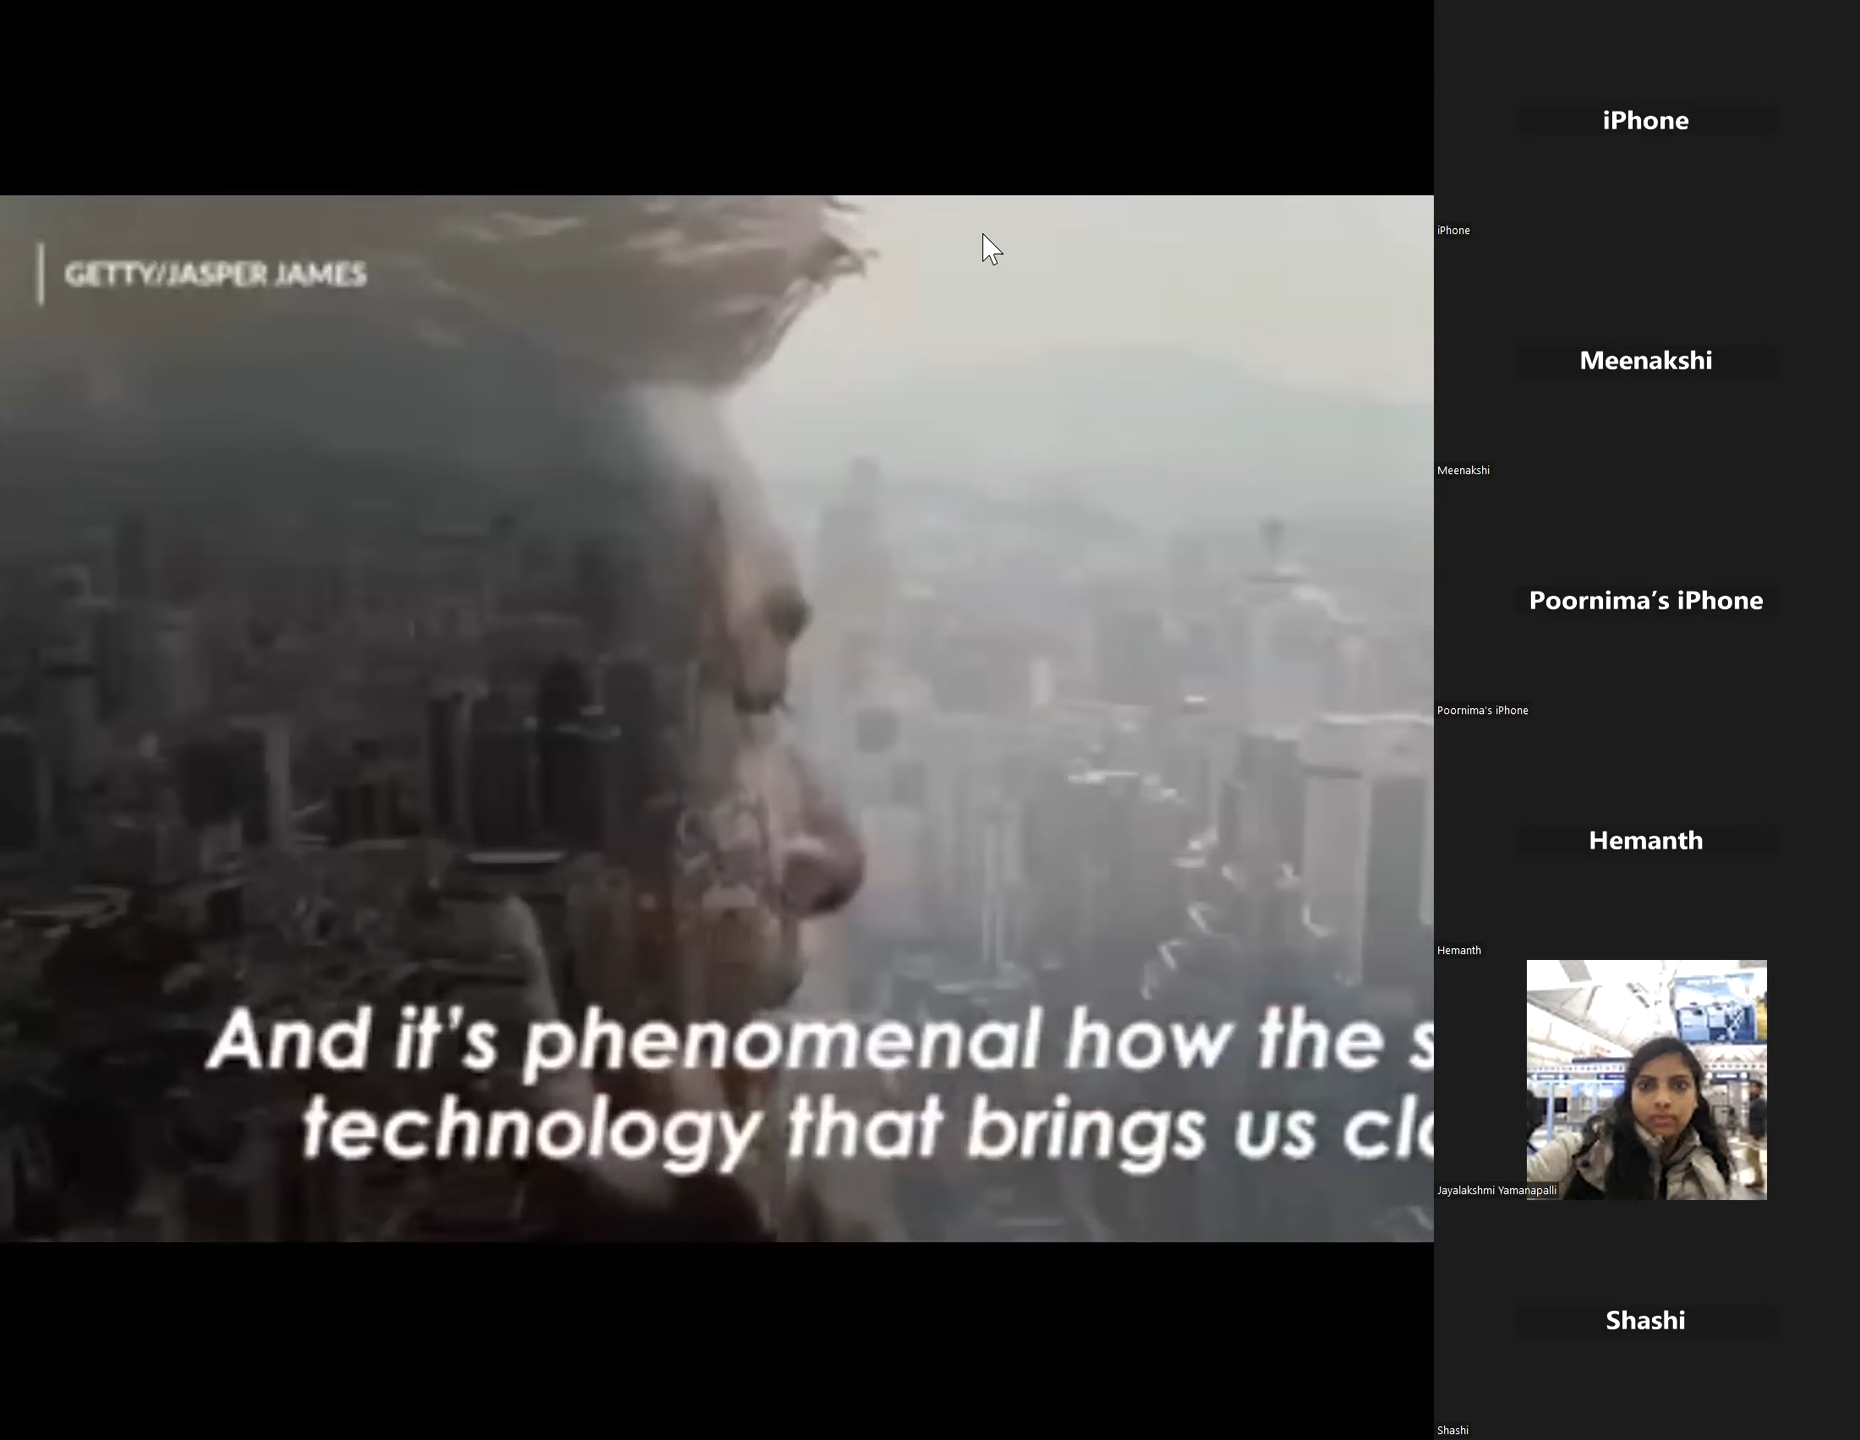 GETTY/JASPER JAMES
And it's phenomenal how the s
technology that brings us clo
iPhone
iPhone
Meenakshi
Meenakshi
Poornima’s iPhone
Poornima's iPhone
Hemanth
Hemanth
Jayalakshmi Yamanapalli
Shashi
Shashi